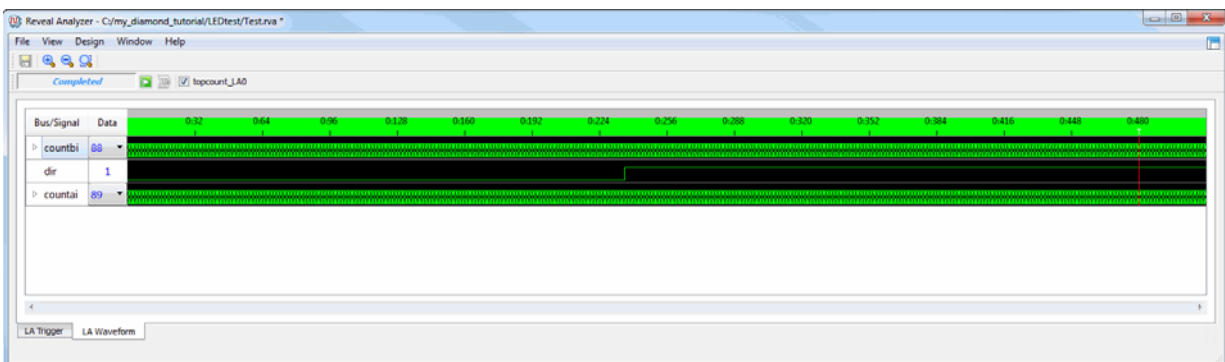 Reveal Analyzer - C:/my_diamond_tutorial/LEDtest/Test.rva *
File View Design Window Help
Completed topcount_LA0
Bus/Signal Data 0:32 0:64 0:96 0:128 0:160 0:192 0:224 0:256 0:288 0:320 0:352 0:384 0:416 0:448 0:480
countbi 88
dir 1
countai 89
LA Trigger LA Waveform